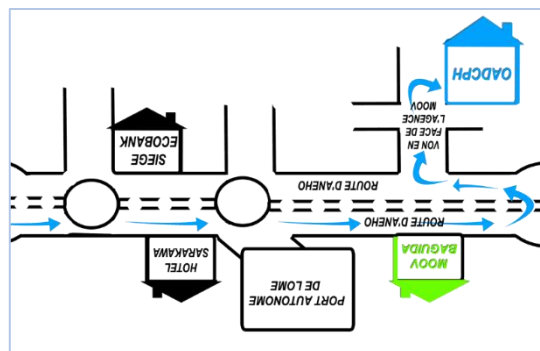 OADCPH
VON EN
FACE DE
L'AGENCE
MOOV
SIEGE
ECOBANK
ROUTE D'ANEHO
ROUTE D'ANEHO
HOTEL
SARAKAWA
PORT AUTONOME
DE LOME
MOOV
BAGUIDA